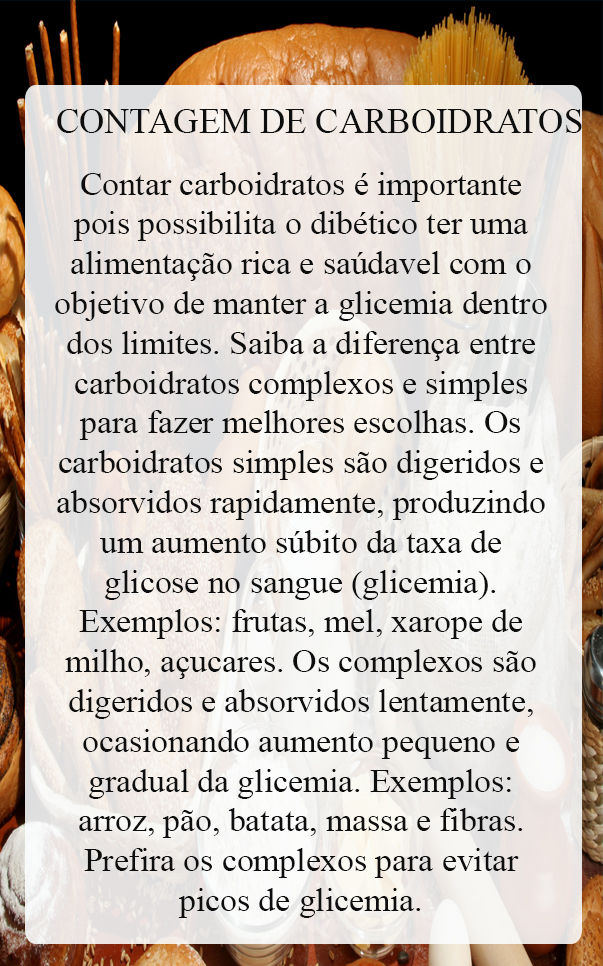 CONTAGEM DE CARBOIDRATOS
Contar carboidratos é importante
pois possibilita o dibético ter uma
alimentação rica e saúdavel com o
objetivo de manter a glicemia dentro
dos limites. Saiba a diferença entre
carboidratos complexos e simples
para fazer melhores escolhas. Os
carboidratos simples são digeridos e
absorvidos rapidamente, produzindo
um aumento súbito da taxa de
glicose no sangue (glicemia).
Exemplos: frutas, mel, xarope de
milho, açucares. Os complexos são
digeridos e absorvidos lentamente,
ocasionando aumento pequeno e
gradual da glicemia. Exemplos:
arroz, pão, batata, massa e fibras.
Prefira os complexos para evitar
picos de glicemia.